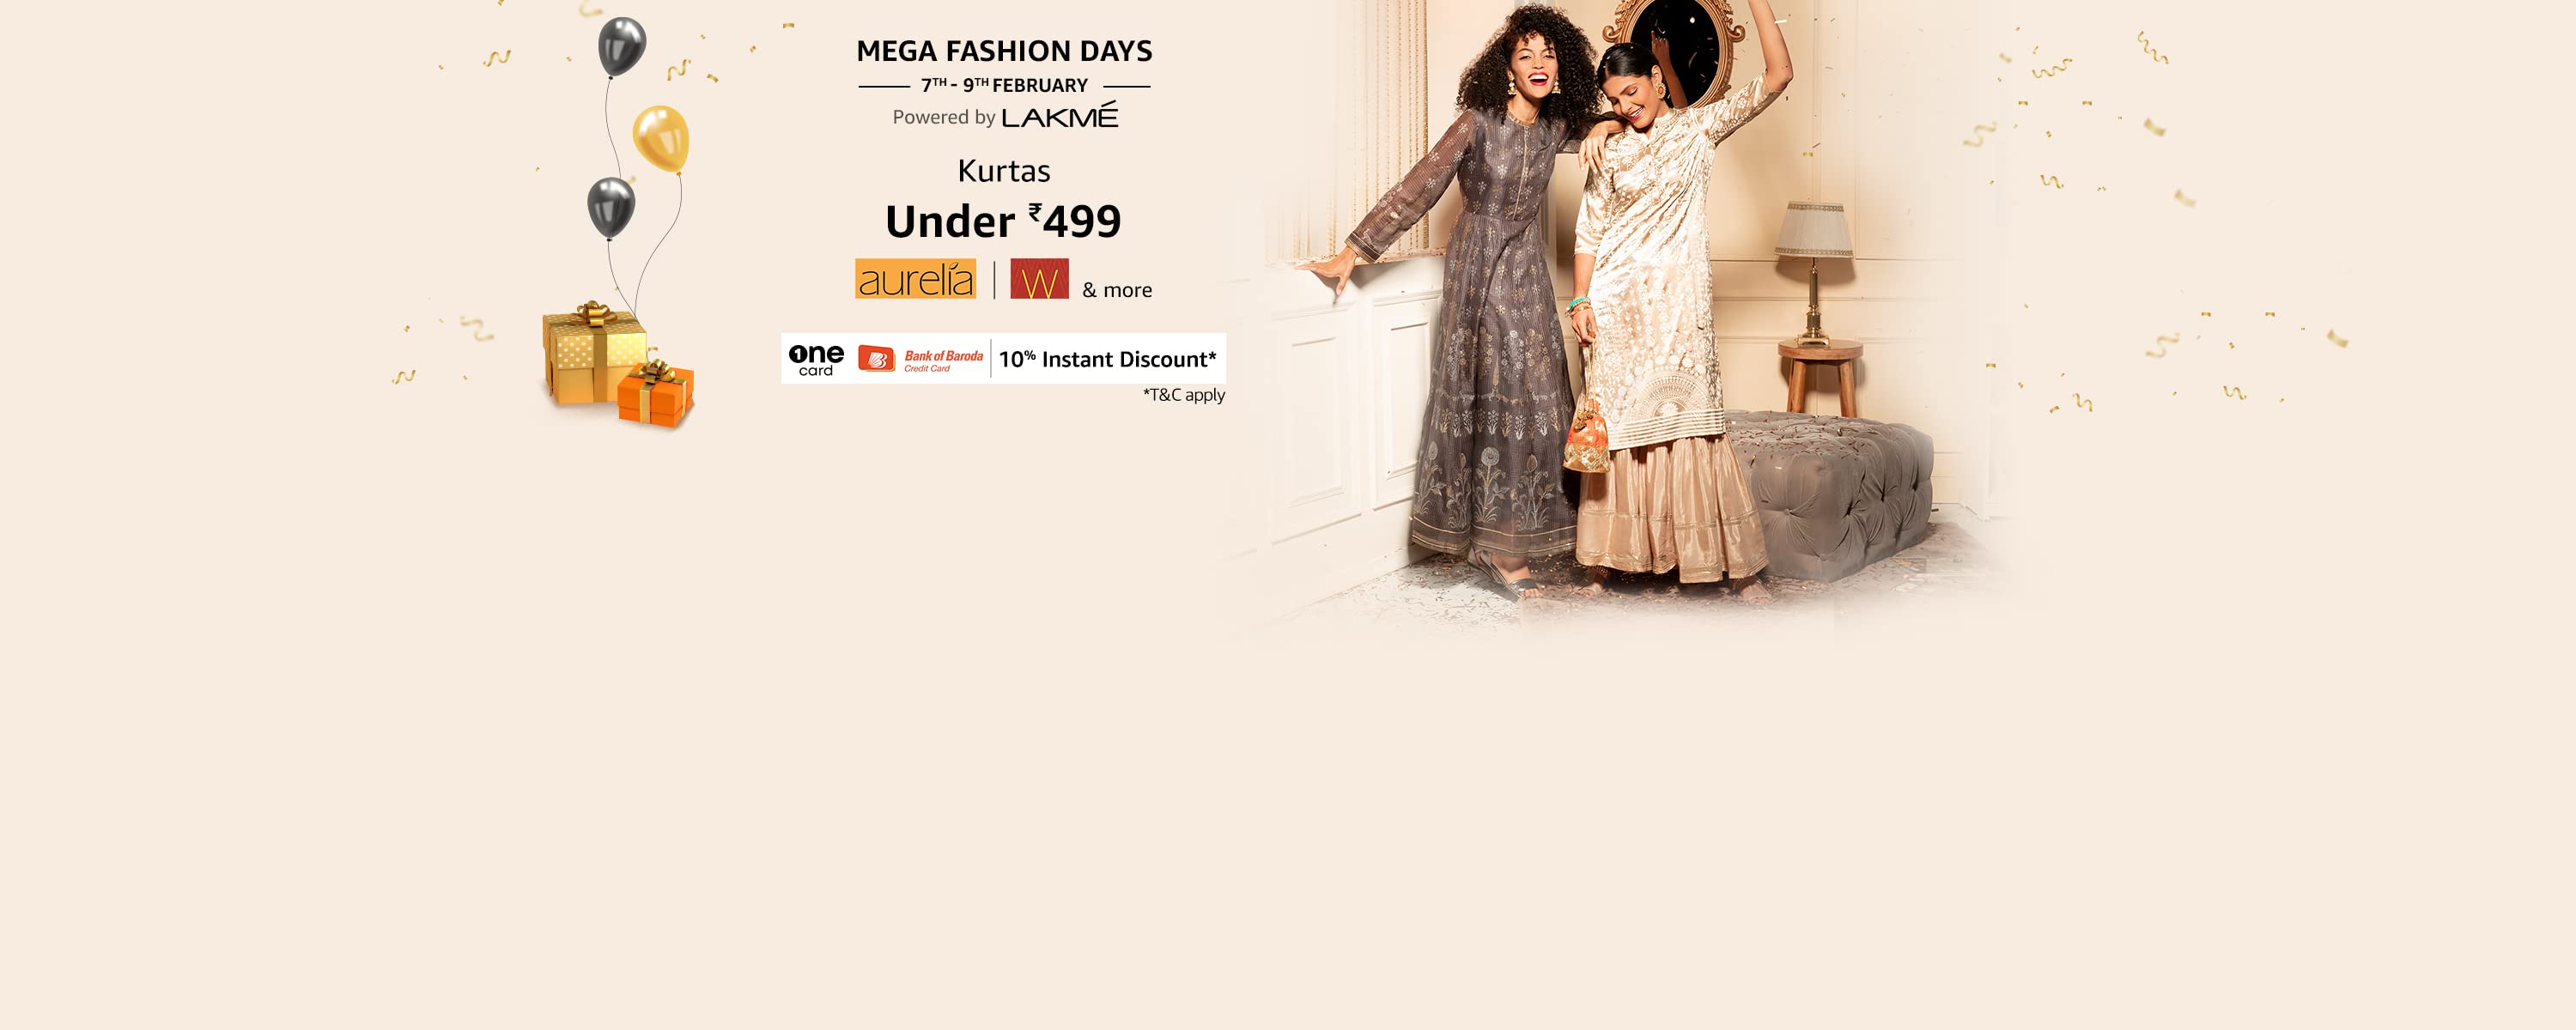 MEGA FASHION DAYS
7TH - 9TH FEBRUARY
Powered by LAKMÉ
Kurtas
Under ₹499
aurelia | W & more
one card Bank of Baroda Credit Card | 10% Instant Discount*
*T&C apply